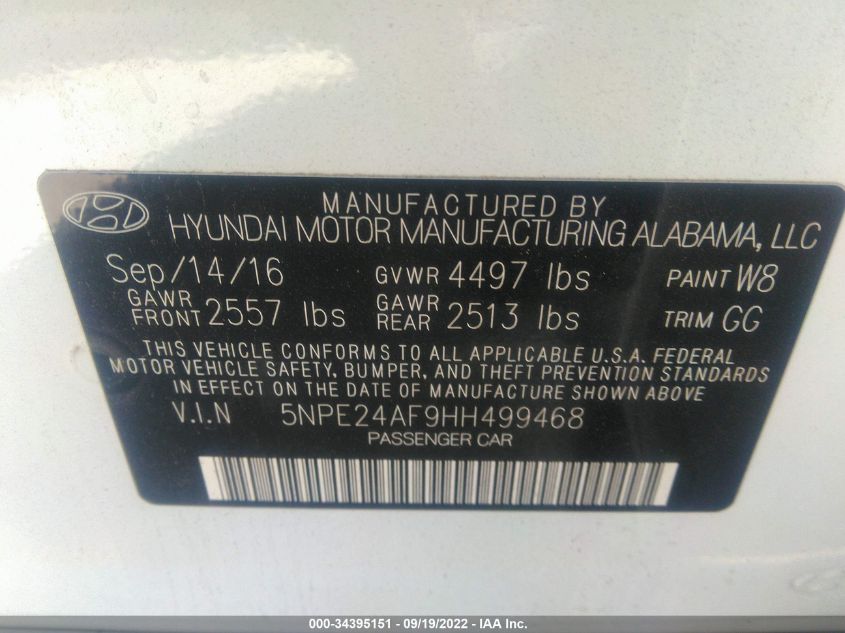 MANUFACTURED BY
HYUNDAI MOTOR MANUFACTURING ALABAMA, LLC
Sep/14/16 GVWR 4497 lbs PAINT W8
GAWR FRONT 2557 lbs GAWR REAR 2513 lbs TRIM GG
THIS VEHICLE CONFORMS TO ALL APPLICABLE U.S.A. FEDERAL
MOTOR VEHICLE SAFETY, BUMPER, AND THEFT PREVENTION STANDARDS
IN EFFECT ON THE DATE OF MANUFACTURE SHOWN ABOVE
V.I.N 5NPE24AF9HH499468
PASSENGER CAR
000-34395151 - 09/19/2022 - IAA Inc.